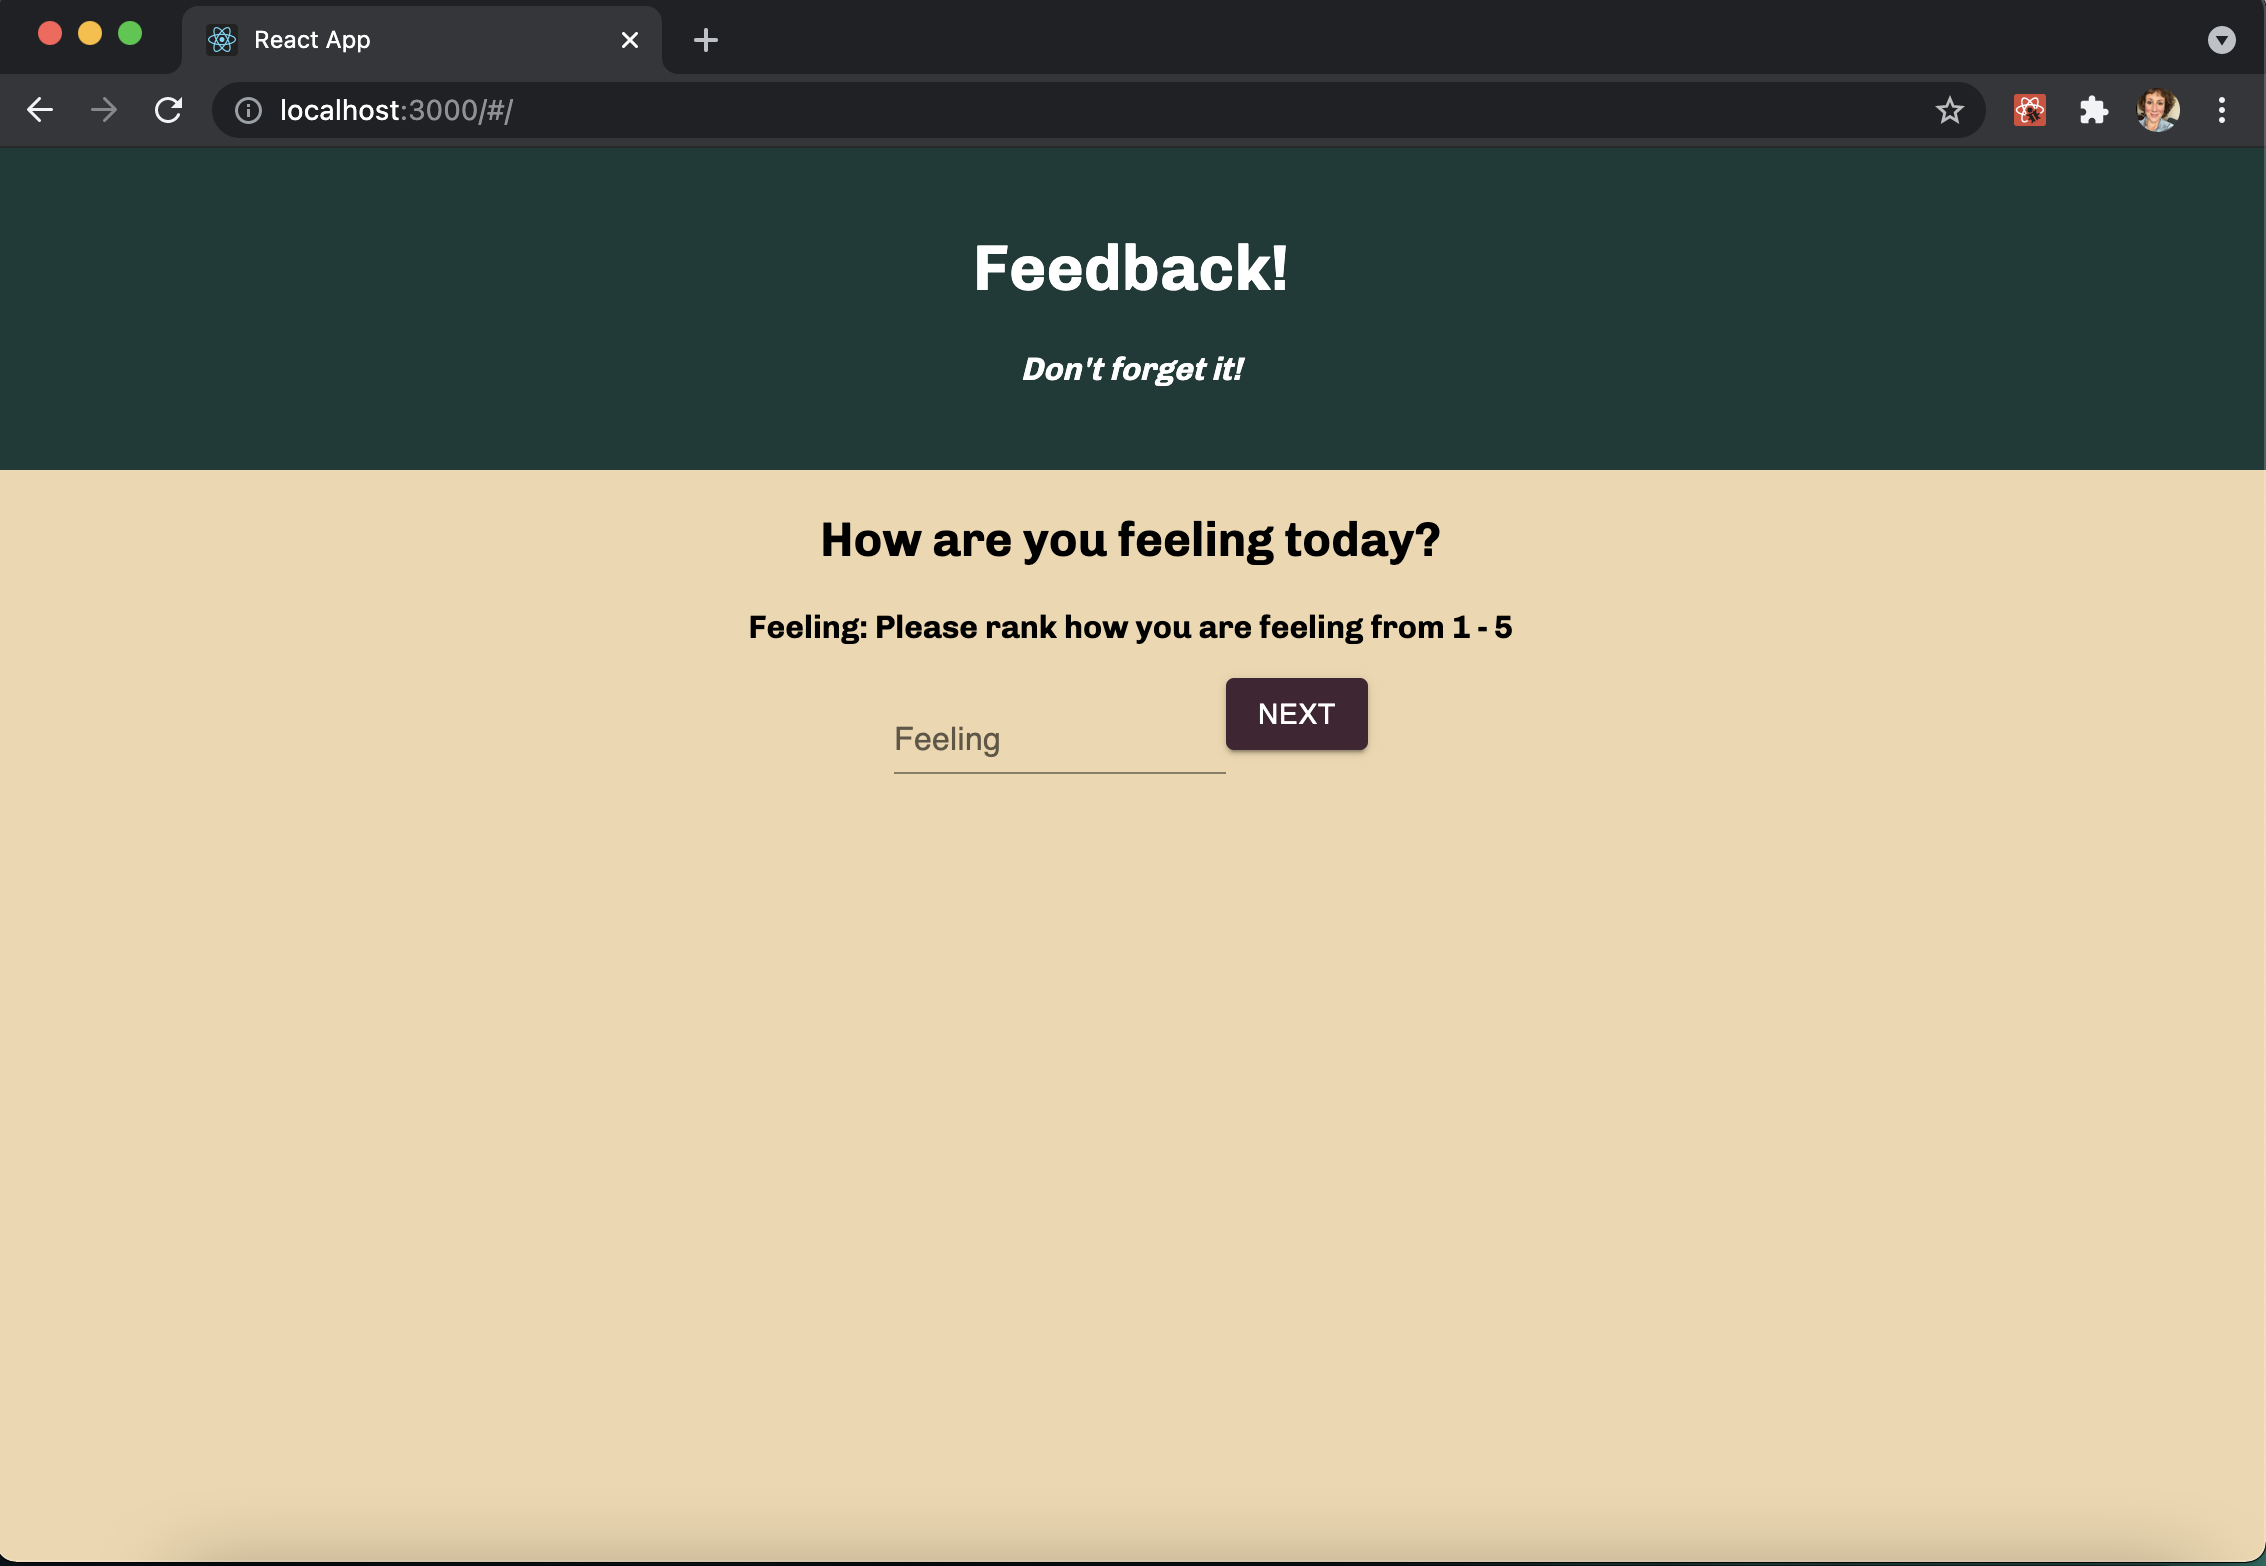 React App
localhost:3000/#/
Feedback!
Don't forget it!
How are you feeling today?
Feeling: Please rank how you are feeling from 1 - 5
Feeling
NEXT